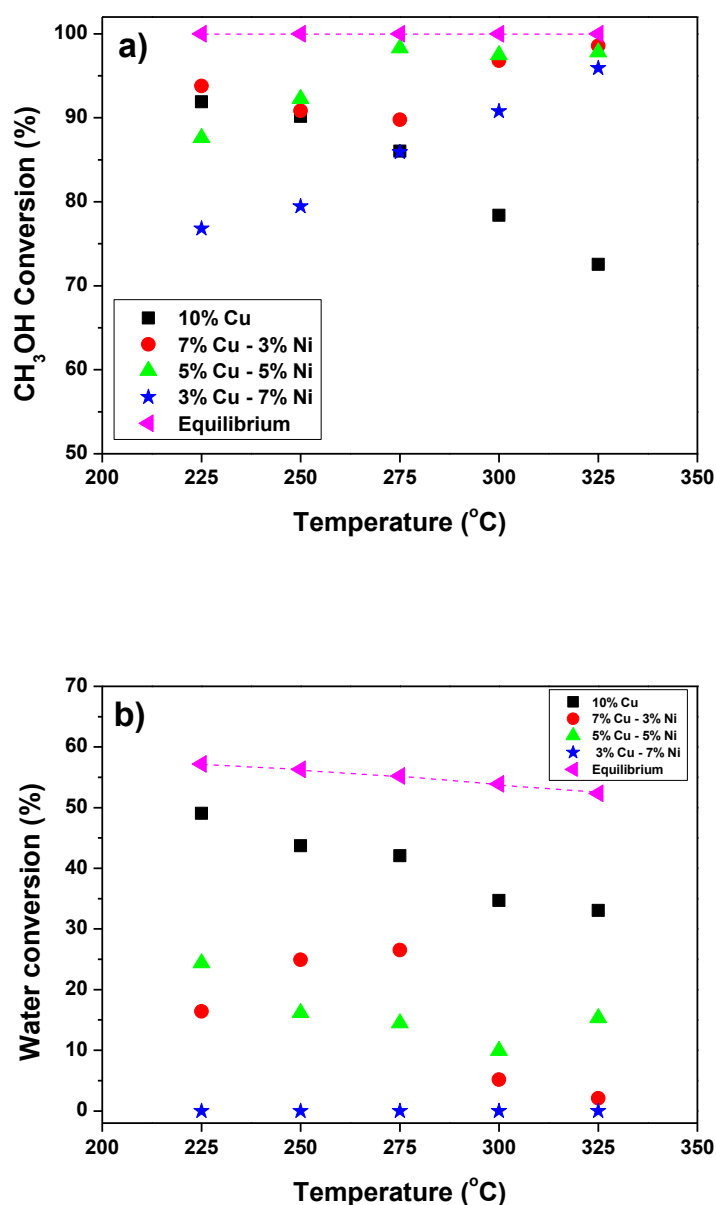 a)
100
90
80
70
60
50
CH3OH Conversion (%)
10% Cu
7% Cu - 3% Ni
5% Cu - 5% Ni
3% Cu - 7% Ni
Equilibrium
200 225 250 275 300 325 350
Temperature (oC)
b)
70
60
50
40
30
20
10
0
Water conversion (%)
10% Cu
7% Cu - 3% Ni
5% Cu - 5% Ni
3% Cu - 7% Ni
Equilibrium
200 225 250 275 300 325 350
Temperature (oC)